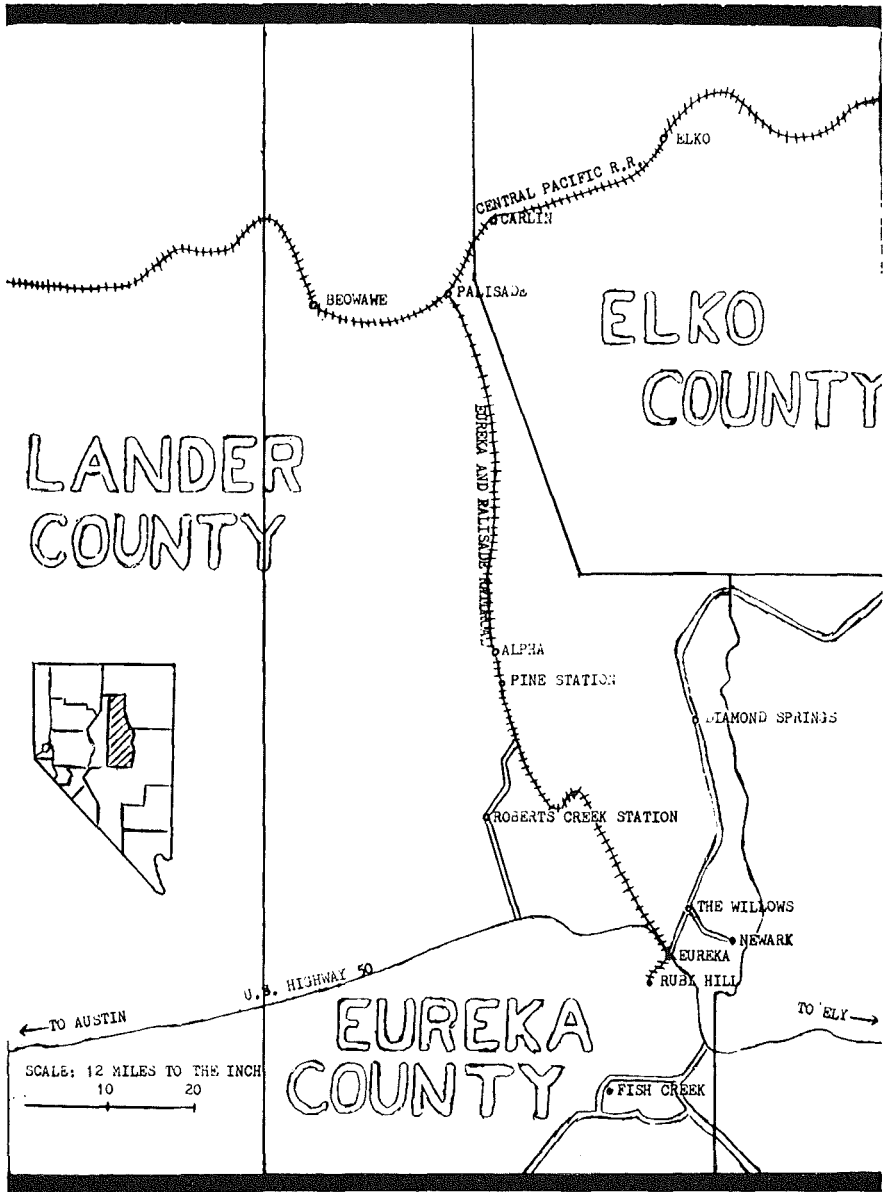 ELKO
CENTRAL PACIFIC R.R.
CARLIN
BEOWAWE
PALISADE
ELKO
COUNTY
LANDER
COUNTY
EUREKA AND PALISADE RAILROAD
ALPHA
PINE STATION
DIAMOND SPRINGS
ROBERTS CREEK STATION
THE WILLOWS
NEWARK
EUREKA
RUBY HILL
U.S. HIGHWAY 50
←TO AUSTIN
TO ELY→
EUREKA
COUNTY
SCALE: 12 MILES TO THE INCH
10 20
FISH CREEK